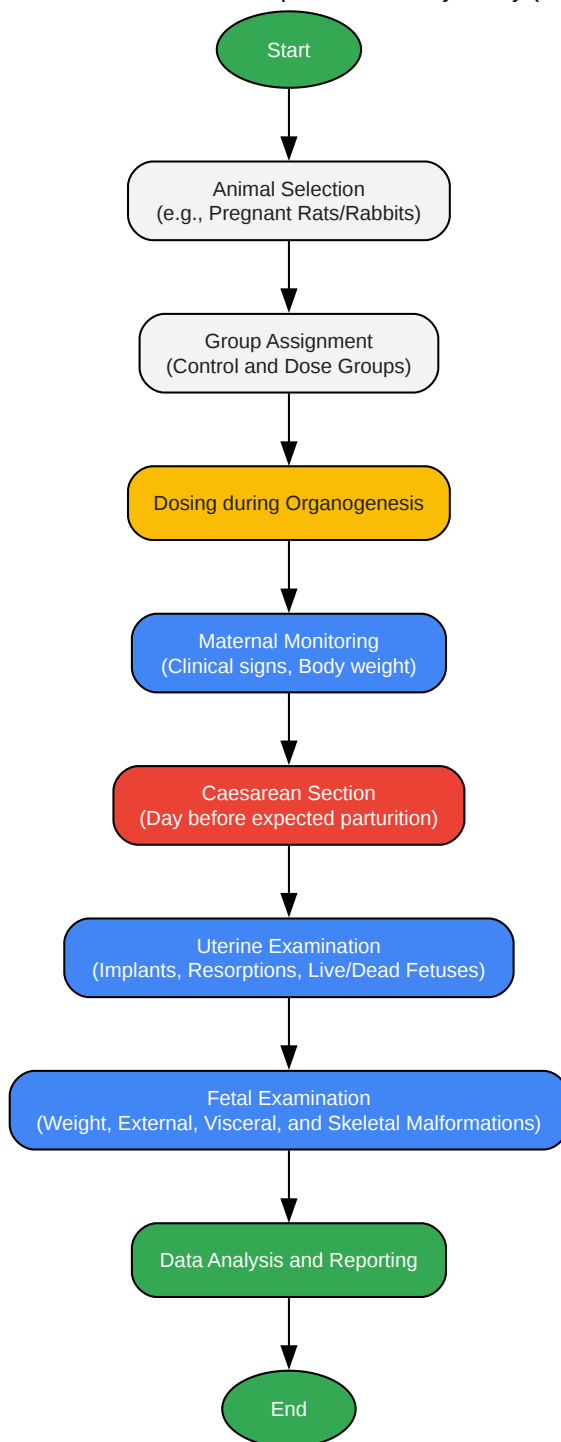 Start
Animal Selection
(e.g., Pregnant Rats/Rabbits)
Group Assignment
(Control and Dose Groups)
Dosing during Organogenesis
Maternal Monitoring
(Clinical signs, Body weight)
Caesarean Section
(Day before expected parturition)
Uterine Examination
(Implants, Resorptions, Live/Dead Fetuses)
Fetal Examination
(Weight, External, Visceral, and Skeletal Malformations)
Data Analysis and Reporting
End